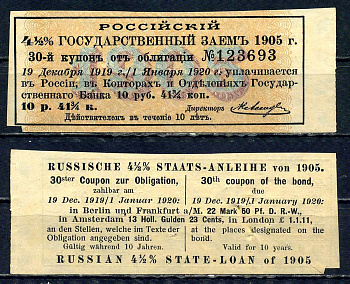 РОССІЙСКІЙ
4½% ГОСУДАРСТВЕННЫЙ ЗАЕМЪ 1905 г.
30-й купонъ отъ облигаціи №123693
19 Декабря 1919 г./1 Января 1920 г. уплачивается
въ Россіи, въ Конторахъ и Отдѣленіяхъ Государ-
ственнаго Банка 10 руб. 41¾ коп.
10 р. 41¾ к.
Директоръ
Дѣйствителенъ въ теченіе 10 лѣтъ.
RUSSISCHE 4½% STAATS-ANLEIHE von 1905.
30ster Coupon zur Obligation,
zahlbar am
19 Dec. 1919/1 Januar 1920:
30th coupon of the bond,
due
19 Dec. 1919/1 January 1920:
in Berlin und Frankfurt a/M. 22 Mark 50 Pf. D. R.-W.,
in Amsterdam 13 Holl. Gulden 23 Cents, in London £ 1.1.11,
an den Stellen, welche im Texte der
Obligation angegeben sind.
Gültig während 10 Jahren.
at the places designated on the
bond.
Valid for 10 years.
RUSSIAN 4½% STATE-LOAN of 1905